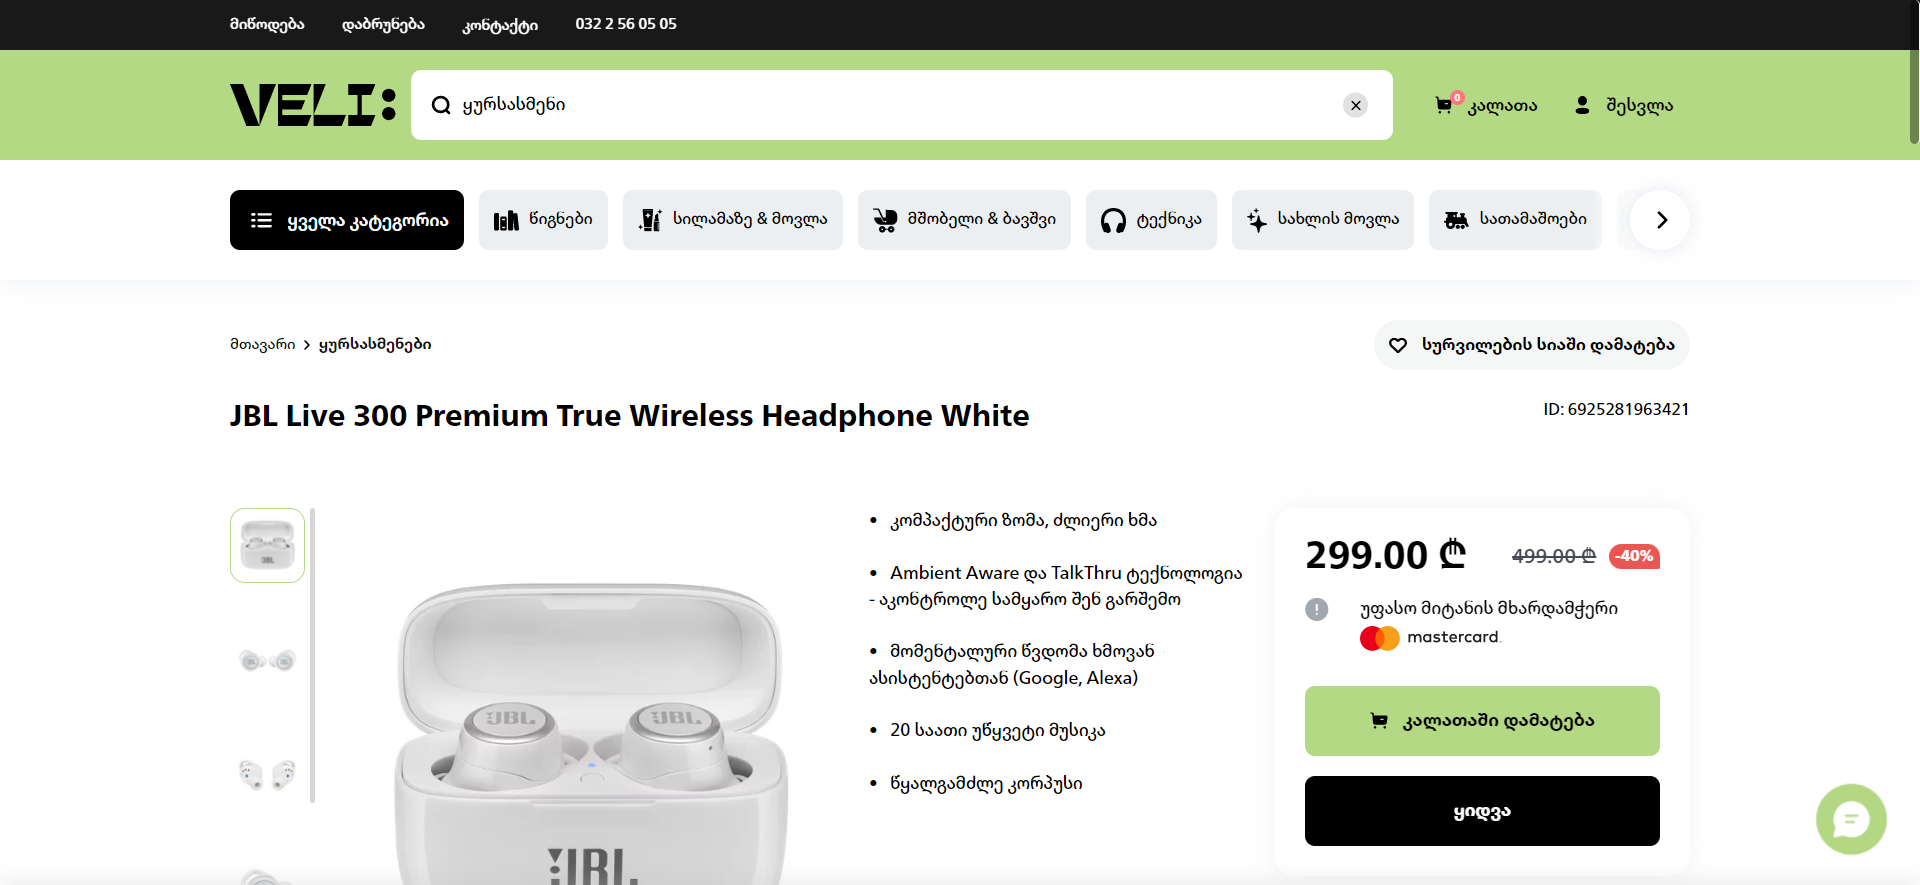 მიწოდება დაბრუნება კონტაქტი 032 2 56 05 05
VELI:
ყურსასმენი
0 კალათა შესვლა
ყველა კატეგორია წიგნები სილამაზე & მოვლა მშობელი & ბავშვი ტექნიკა სახლის მოვლა სათამაშოები
მთავარი > ყურსასმენები
სურვილების სიაში დამატება
JBL Live 300 Premium True Wireless Headphone White
ID: 6925281963421
JBL
JBL JBL
JBL
• კომპაქტური ზომა, ძლიერი ხმა
• Ambient Aware და TalkThru ტექნოლოგია
- აკონტროლე სამყარო შენ გარშემო
• მომენტალური წვდომა ხმოვან
ასისტენტებთან (Google, Alexa)
• 20 საათი უწყვეტი მუსიკა
• წყალგამძლე კორპუსი
299.00 ₾ 499.00 ₾ -40%
უფასო მიტანის მხარდამჭერი
mastercard.
კალათაში დამატება
ყიდვა